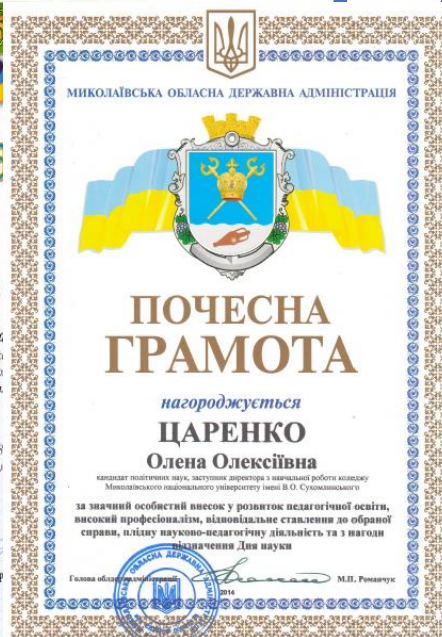 МИКОЛАЇВСЬКА ОБЛАСНА ДЕРЖАВНА АДМІНІСТРАЦІЯ
ПОЧЕСНА
ГРАМОТА
нагороджується
ЦАРЕНКО
Олена Олексіївна
кандидат політичних наук, заступник директора з навчальної роботи коледжу
Миколаївського національного університету імені В.О. Сухомлинського
за значний особистий внесок у розвиток педагогічної освіти,
високий професіоналізм, відповідальне ставлення до обраної
справи, плідну науково-педагогічну діяльність та з нагоди
відзначення Дня науки
Голова облдержадміністрації М.П. Романчук
2014